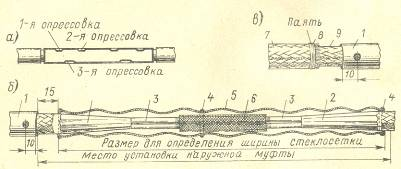 1-я опрессовка
2-я опрессовка
3-я опрессовка
а)
в)
Паять
7 8 9 1
10
б)
1 15 3 4 5 6 3 2 4
10
Размер для определения ширины стеклосетки
Место установки наружной муфты